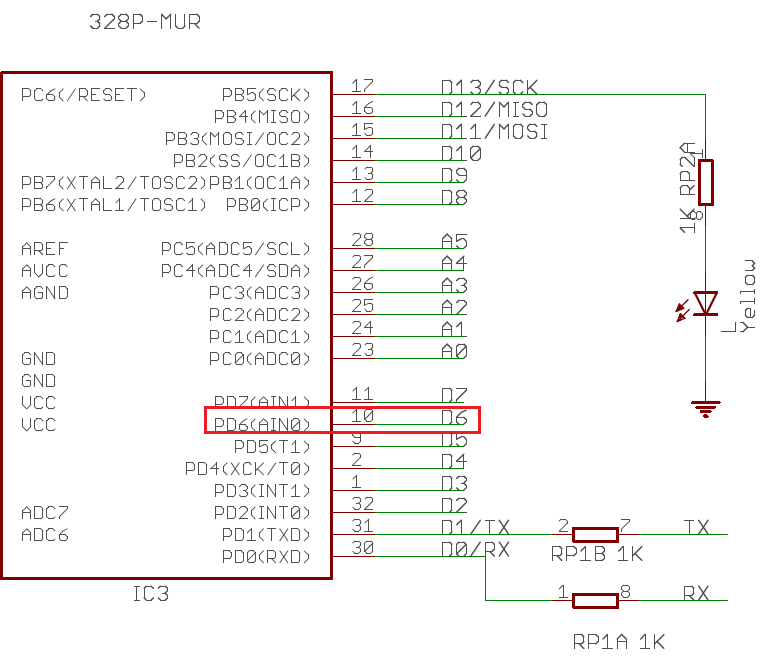 328P-MUR
PC6(/RESET) PB5(SCK) 17 D13/SCK
PB4(MISO) 16 D12/MISO
PB3(MOSI/OC2) 15 D11/MOSI
PB2(SS/OC1B) 14 D10
PB7(XTAL2/TOSC2) PB1(OC1A) 13 D9
PB6(XTAL1/TOSC1) PB0(ICP) 12 D8
1
1K RP2A
8
AREF PC5(ADC5/SCL) 28 A5
AVCC PC4(ADC4/SDA) 27 A4
AGND PC3(ADC3) 26 A3
PC2(ADC2) 25 A2
PC1(ADC1) 24 A1
L
Yellow
GND PC0(ADC0) 23 A0
GND
VCC PD7(AIN1) 11 D7
VCC PD6(AIN0) 10 D6
PD5(T1) 9 D5
PD4(XCK/T0) 2 D4
PD3(INT1) 1 D3
ADC7 PD2(INT0) 32 D2
ADC6 PD1(TXD) 31 D1/TX 2 7 TX
PD0(RXD) 30 D0/RX RP1B 1K
IC3 1 8 RX
RP1A 1K